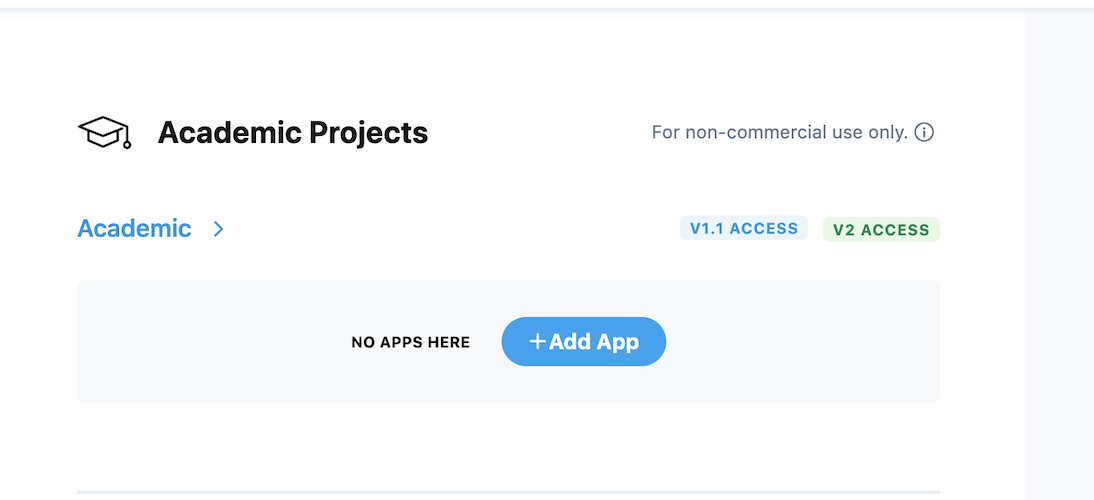 Academic Projects
For non-commercial use only.
Academic
V1.1 ACCESS
V2 ACCESS
NO APPS HERE
+Add App